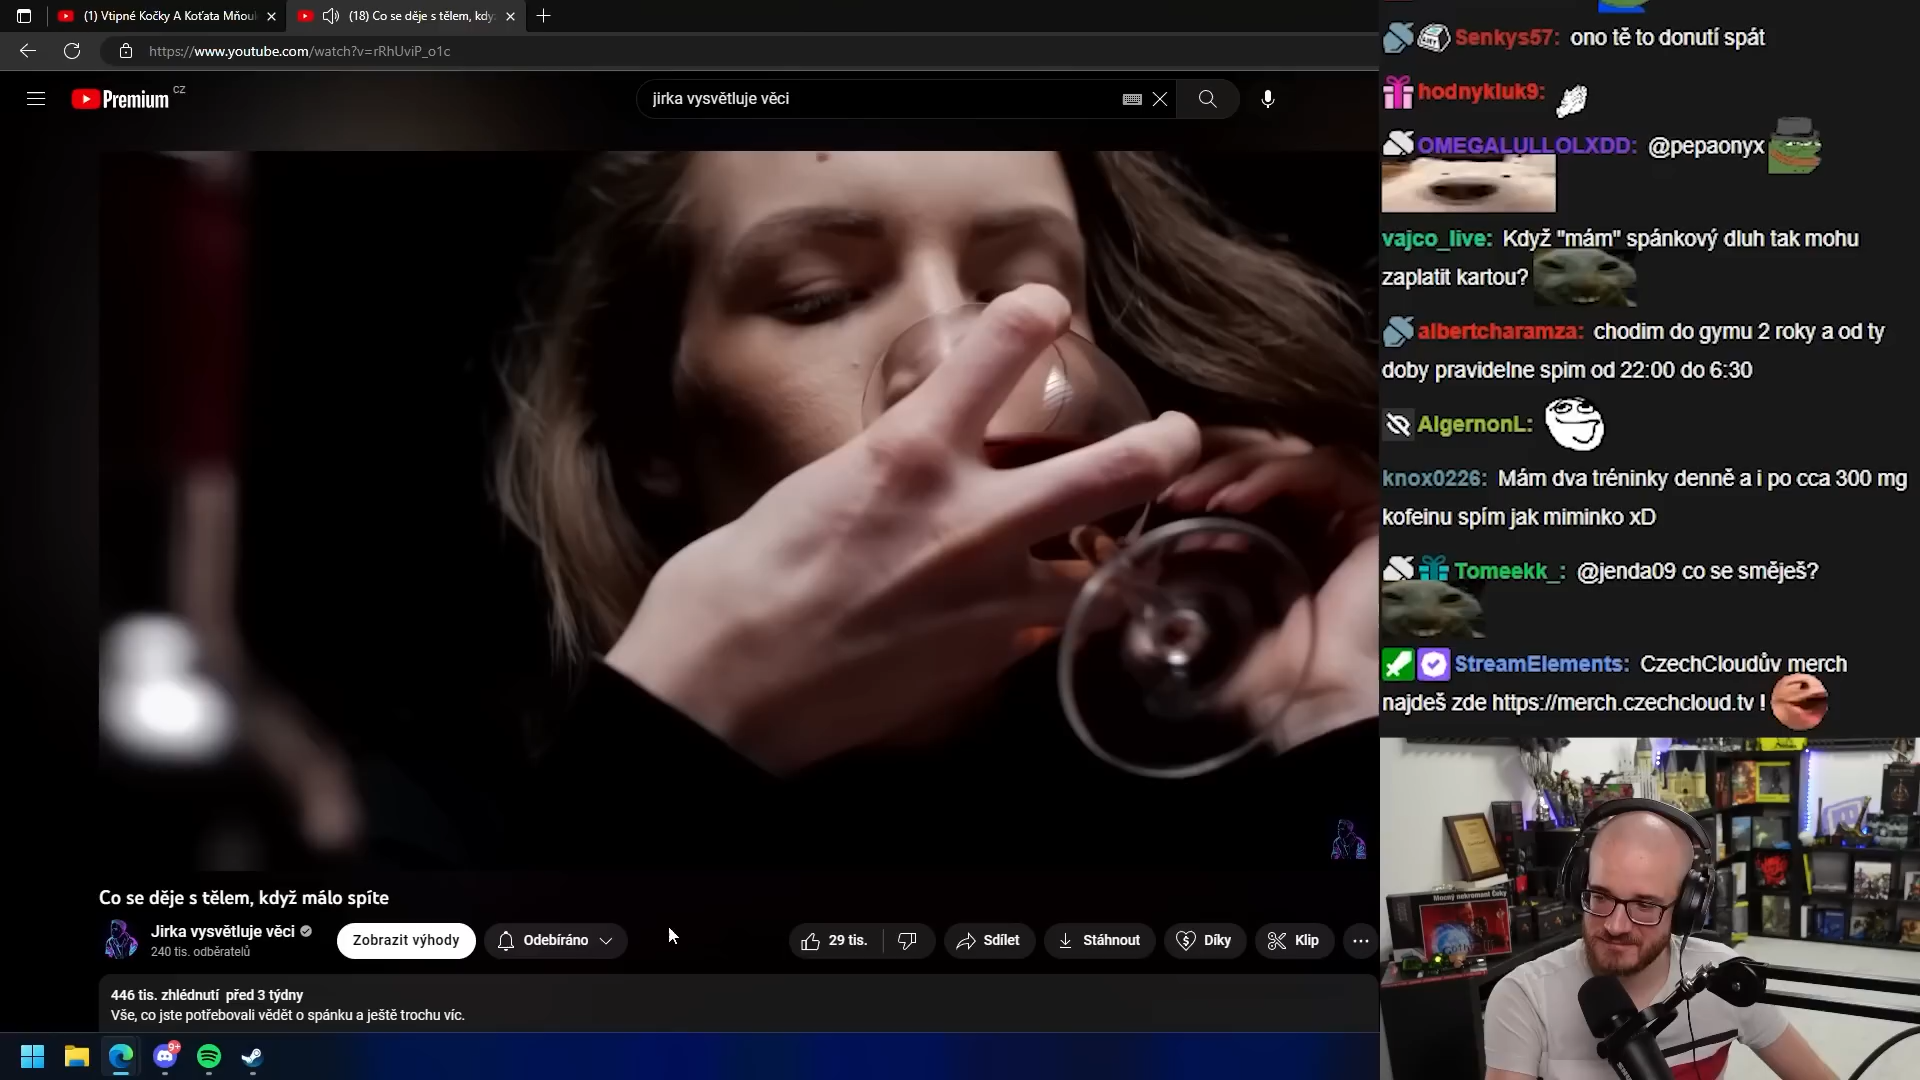 (1) Vtipné Kočky A Koťata Mňouk
(18) Co se děje s tělem, kdy
https://www.youtube.com/watch?v=rRhUviP_o1c
Premium CZ
jirka vysvětluje věci
Co se děje s tělem, když málo spíte
Jirka vysvětluje věci
240 tis. odběratelů
Zobrazit výhody
Odebíráno
29 tis.
Sdílet
Stáhnout
Díky
Klip
446 tis. zhlédnutí před 3 týdny
Vše, co jste potřebovali vědět o spánku a ještě trochu víc.
9+
Senkys57: ono tě to donutí spát
hodnykluk9:
OMEGALULLOLXDD: @pepaonyx
vajco_live: Když "mám" spánkový dluh tak mohu
zaplatit kartou?
albertcharamza: chodim do gymu 2 roky a od ty
doby pravidelne spim od 22:00 do 6:30
AlgernonL:
knox0226: Mám dva tréninky denně a i po cca 300 mg
kofeinu spím jak miminko xD
Tomeekk_: @jenda09 co se směješ?
StreamElements: CzechCloudův merch
najdeš zde https://merch.czechcloud.tv !
Mocný nekromant Čuky